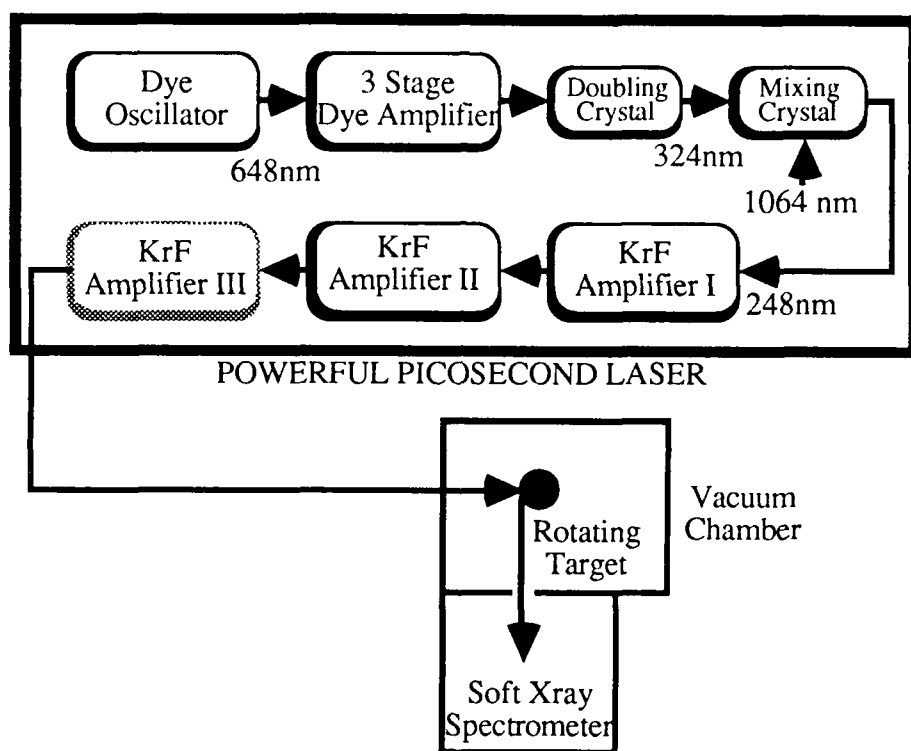 Dye
Oscillator
3 Stage
Dye Amplifier
Doubling
Crystal
Mixing
Crystal
648nm
324nm
1064 nm
KrF
Amplifier III
KrF
Amplifier II
KrF
Amplifier I
248nm
POWERFUL PICOSECOND LASER
Rotating
Target
Vacuum
Chamber
Soft Xray
Spectrometer